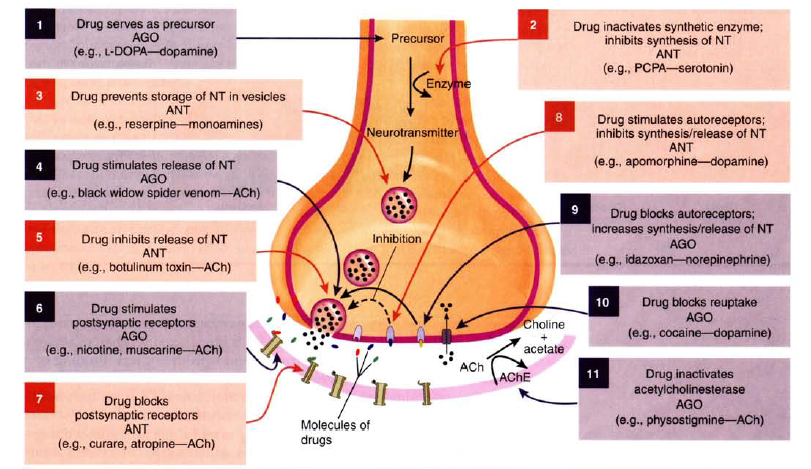 1
Drug serves as precursor
AGO
(e.g., L-DOPA—dopamine)
Precursor
2
Drug inactivates synthetic enzyme;
inhibits synthesis of NT
ANT
(e.g., PCPA—serotonin)
Enzyme
3
Drug prevents storage of NT in vesicles
ANT
(e.g., reserpine—monoamines)
Neurotransmitter
8
Drug stimulates autoreceptors;
inhibits synthesis/release of NT
ANT
(e.g., apomorphine—dopamine)
4
Drug stimulates release of NT
AGO
(e.g., black widow spider venom—ACh)
9
Drug blocks autoreceptors;
increases synthesis/release of NT
AGO
(e.g., idazoxan—norepinephrine)
5
Drug inhibits release of NT
ANT
(e.g., botulinum toxin—ACh)
Inhibition
6
Drug stimulates
postsynaptic receptors
AGO
(e.g., nicotine, muscarine—ACh)
10
Drug blocks reuptake
AGO
(e.g., cocaine—dopamine)
Choline
+
acetate
ACh
AChE
11
Drug inactivates
acetylcholinesterase
AGO
(e.g., physostigmine—ACh)
7
Drug blocks
postsynaptic receptors
ANT
(e.g., curare, atropine—ACh)
Molecules of
drugs